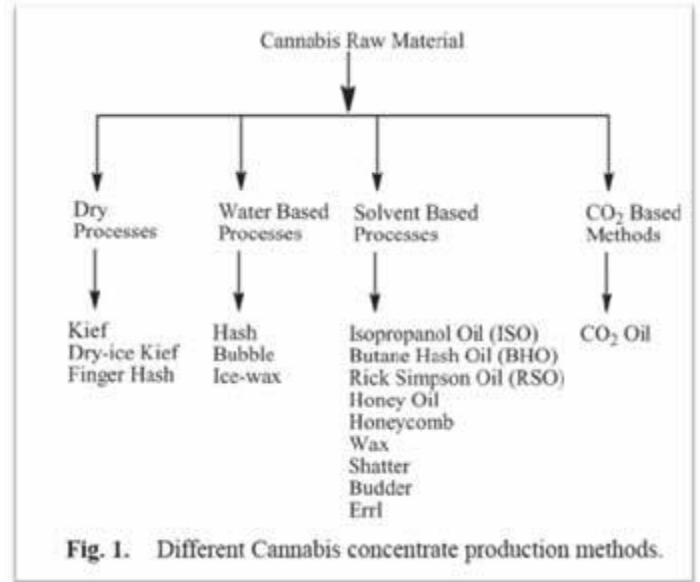 Cannabis Raw Material
Dry
Processes
Water Based
Processes
Solvent Based
Processes
CO₂ Based
Methods
Kief
Dry-ice Kief
Finger Hash
Hash
Bubble
Ice-wax
Isopropanol Oil (ISO)
Butane Hash Oil (BHO)
Rick Simpson Oil (RSO)
Honey Oil
Honeycomb
Wax
Shatter
Budder
Errl
CO₂ Oil
Fig. 1. Different Cannabis concentrate production methods.